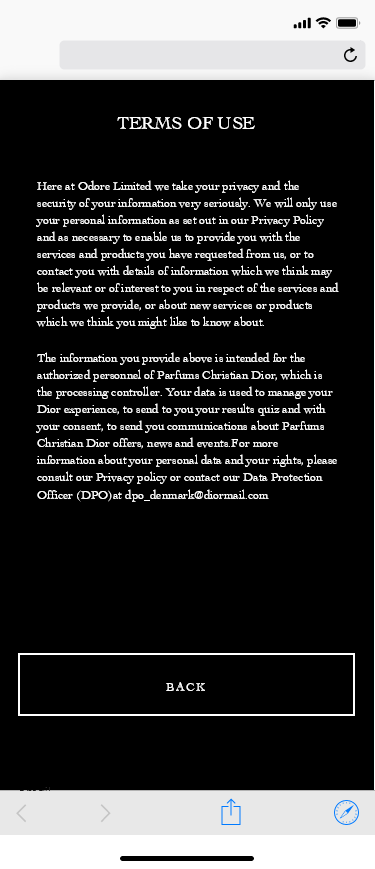 TERMS OF USE
Here at Odore Limited we take your privacy and the
security of your information very seriously. We will only use
your personal information as set out in our Privacy Policy
and as necessary to enable us to provide you with the
services and products you have requested from us, or to
contact you with details of information which we think may
be relevant or of interest to you in respect of the services and
products we provide, or about new services or products
which we think you might like to know about.
The information you provide above is intended for the
authorized personnel of Parfums Christian Dior, which is
the processing controller. Your data is used to manage your
Dior experience, to send to you your results quiz and with
your consent, to send you communications about Parfums
Christian Dior offers, news and events.For more
information about your personal data and your rights, please
consult our Privacy policy or contact our Data Protection
Officer (DPO)at dpo_denmark@diormail.com
BACK